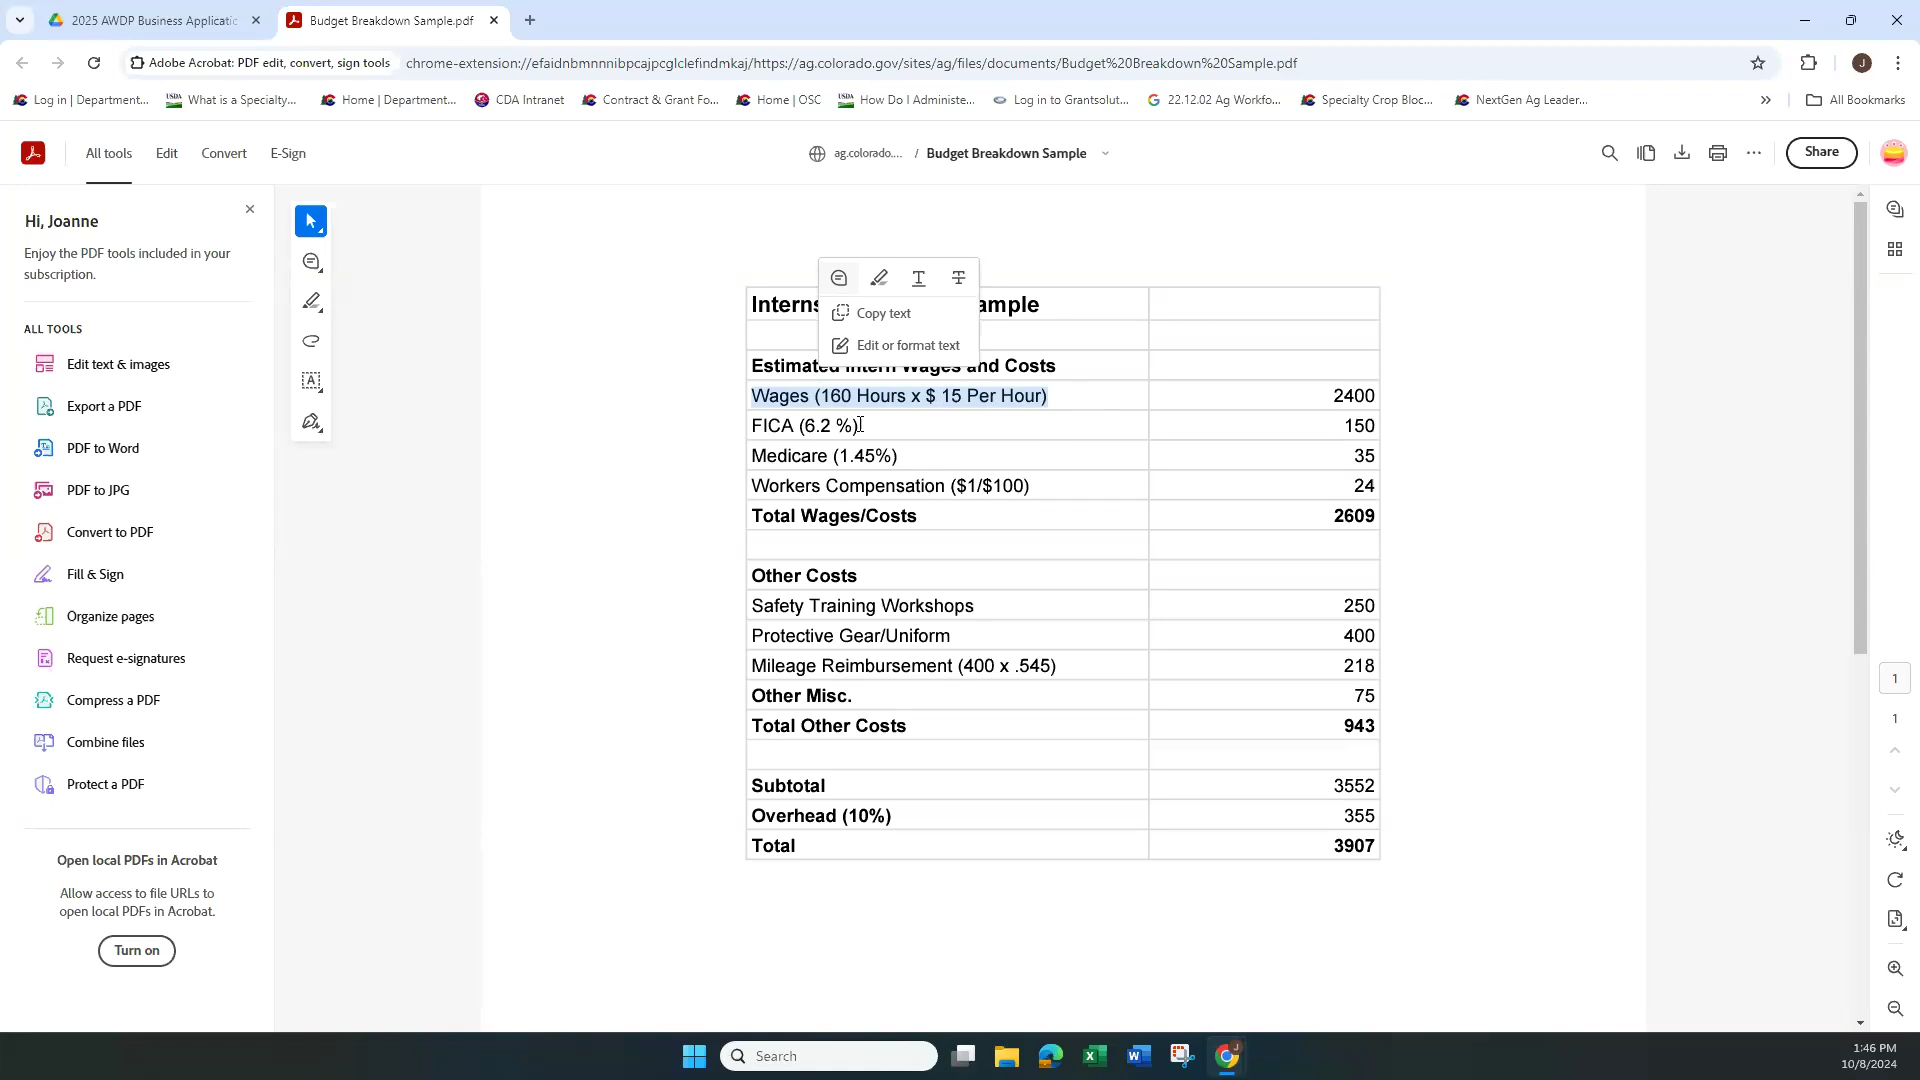 2025 AWDP Business Applicatic
Budget Breakdown Sample.pdf
Adobe Acrobat: PDF edit, convert, sign tools
chrome-extension://efaidnbmnnnibpcajpcglclefindmkaj/https://ag.colorado.gov/sites/ag/files/documents/Budget%20Breakdown%20Sample.pdf
J
Log in | Department...
What is a Specialty...
Home | Department...
CDA Intranet
Contract & Grant Fo...
Home | OSC
How Do I Administe...
Log in to Grantsolut...
22.12.02 Ag Workfo...
Specialty Crop Bloc...
NextGen Ag Leader...
All Bookmarks
All tools
Edit
Convert
E-Sign
ag.colorado....
/ Budget Breakdown Sample
Share
Hi, Joanne
Enjoy the PDF tools included in your
subscription.
ALL TOOLS
Edit text & images
Export a PDF
PDF to Word
PDF to JPG
Convert to PDF
Fill & Sign
Organize pages
Request e-signatures
Compress a PDF
Combine files
Protect a PDF
Open local PDFs in Acrobat
Allow access to file URLs to
open local PDFs in Acrobat.
Turn on
Copy text
Edit or format text
Estimated Intern Wages and Costs
Wages (160 Hours x $ 15 Per Hour) 2400
FICA (6.2 %) 150
Medicare (1.45%) 35
Workers Compensation ($1/$100) 24
Total Wages/Costs 2609
Other Costs
Safety Training Workshops 250
Protective Gear/Uniform 400
Mileage Reimbursement (400 x .545) 218
Other Misc. 75
Total Other Costs 943
Subtotal 3552
Overhead (10%) 355
Total 3907
1
1
Search
1:46 PM
10/8/2024